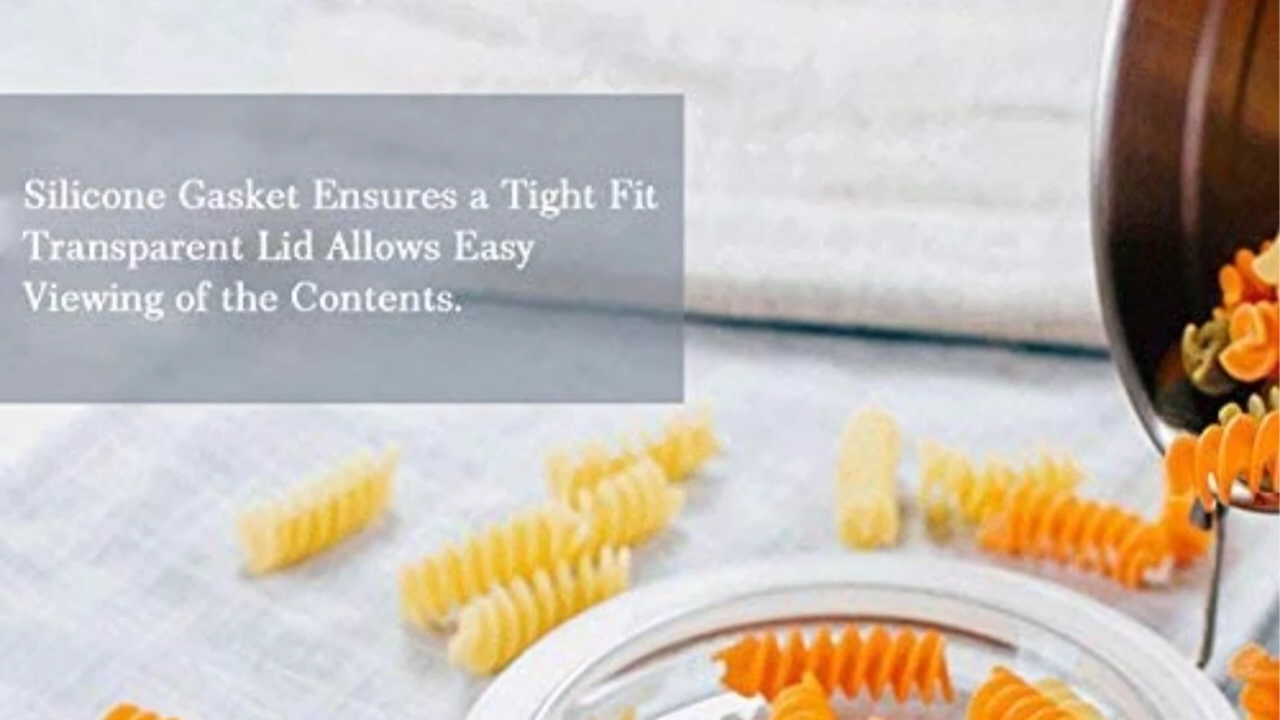 Silicone Gasket Ensures a Tight Fit
Transparent Lid Allows Easy
Viewing of the Contents.